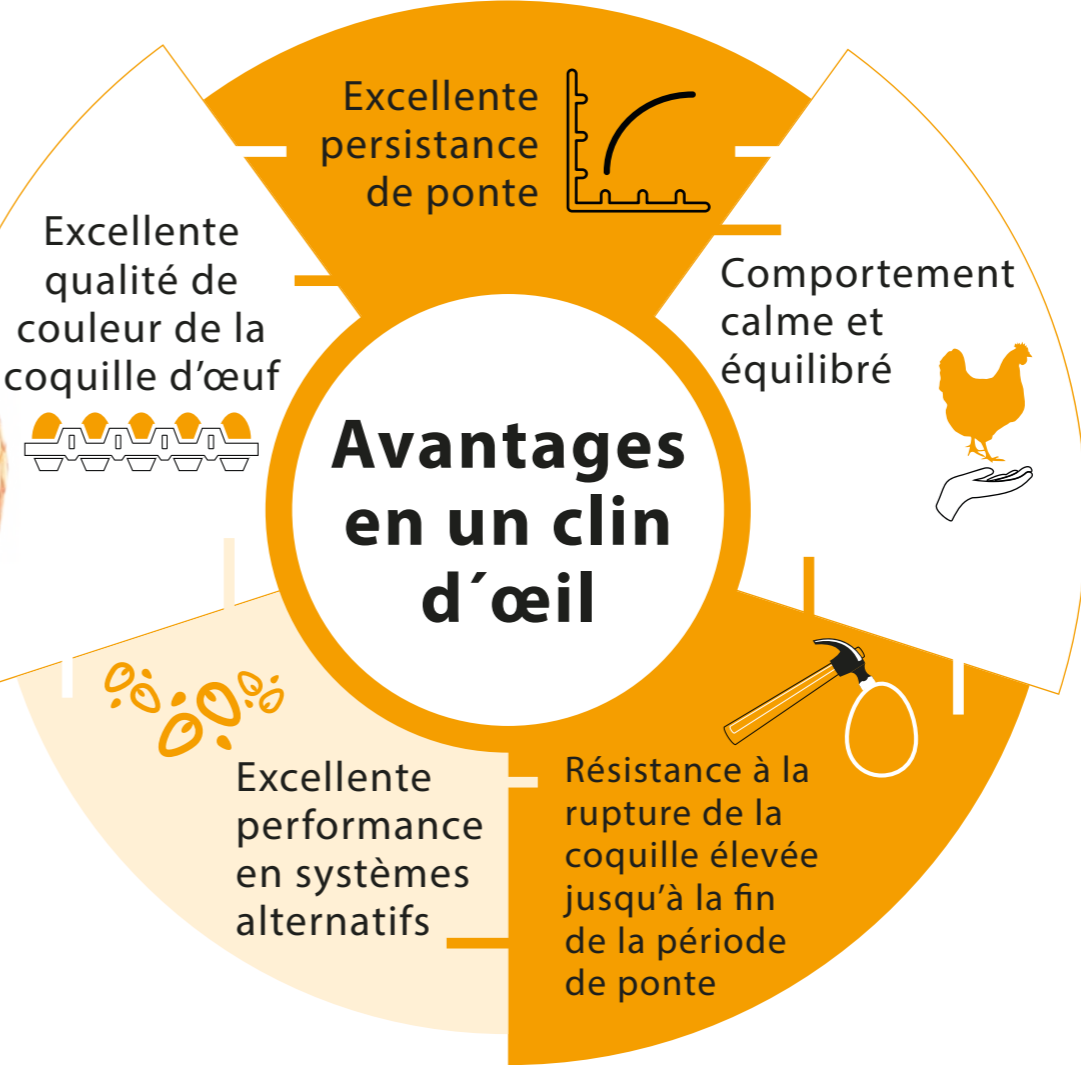 Excellente
persistance
de ponte
Comportement
calme et
équilibré
Résistance à la
rupture de la
coquille élevée
jusqu’à la fin
de la période
de ponte
Excellente
performance
en systèmes
alternatifs
Excellente
qualité de
couleur de la
coquille d’œuf
Avantages
en un clin
d´œil